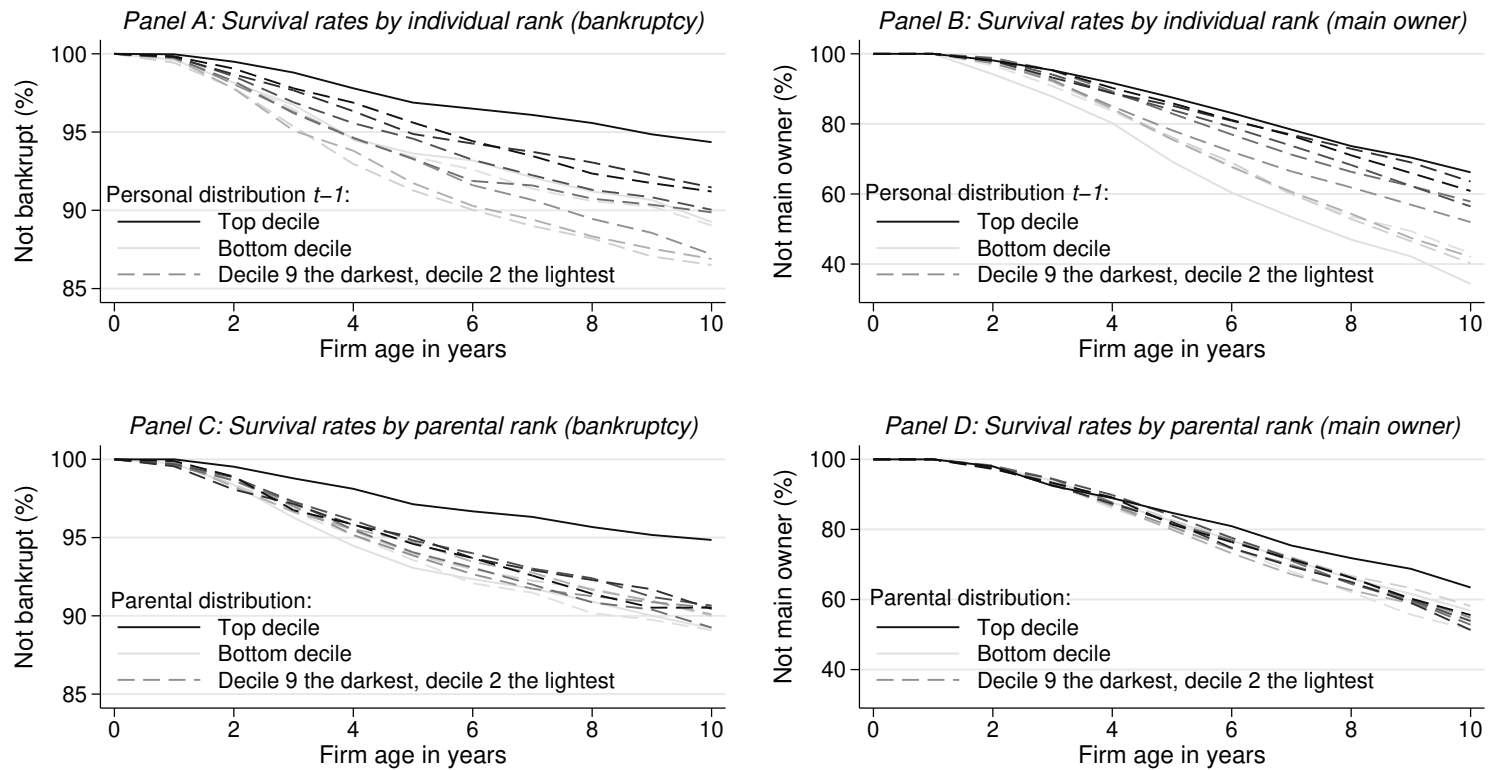 Panel A: Survival rates by individual rank (bankruptcy)
Not bankrupt (%)
100
95
90
85
Personal distribution t−1:
Top decile
Bottom decile
Decile 9 the darkest, decile 2 the lightest
0 2 4 6 8 10
Firm age in years
Panel B: Survival rates by individual rank (main owner)
Not main owner (%)
100
80
60
40
Personal distribution t−1:
Top decile
Bottom decile
Decile 9 the darkest, decile 2 the lightest
0 2 4 6 8 10
Firm age in years
Panel C: Survival rates by parental rank (bankruptcy)
Not bankrupt (%)
100
95
90
85
Parental distribution:
Top decile
Bottom decile
Decile 9 the darkest, decile 2 the lightest
0 2 4 6 8 10
Firm age in years
Panel D: Survival rates by parental rank (main owner)
Not main owner (%)
100
80
60
40
Parental distribution:
Top decile
Bottom decile
Decile 9 the darkest, decile 2 the lightest
0 2 4 6 8 10
Firm age in years